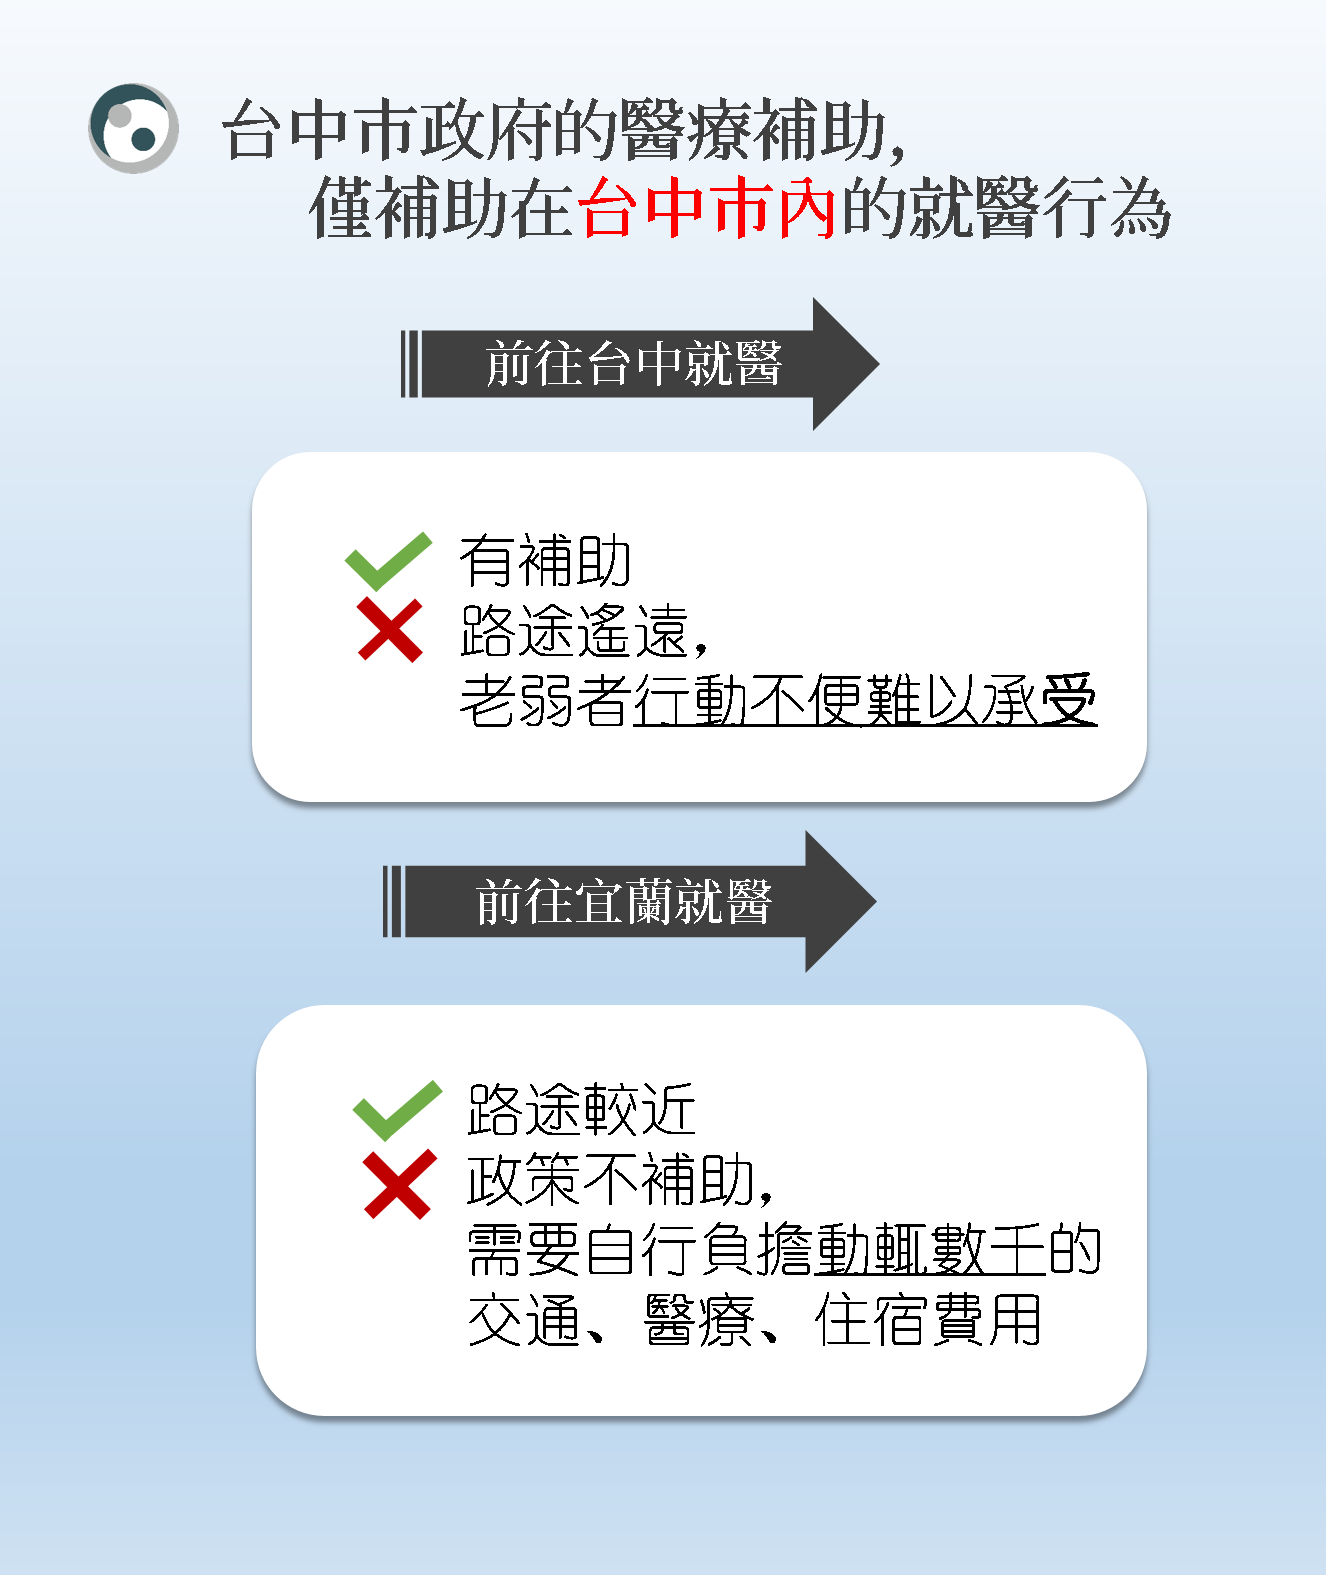 台中市政府的醫療補助,
僅補助在台中市內的就醫行為
前往台中就醫
有補助
路途遙遠,
老弱者行動不便難以承受
前往宜蘭就醫
路途較近
政策不補助,
需要自行負擔動輒數千的
交通、醫療、住宿費用